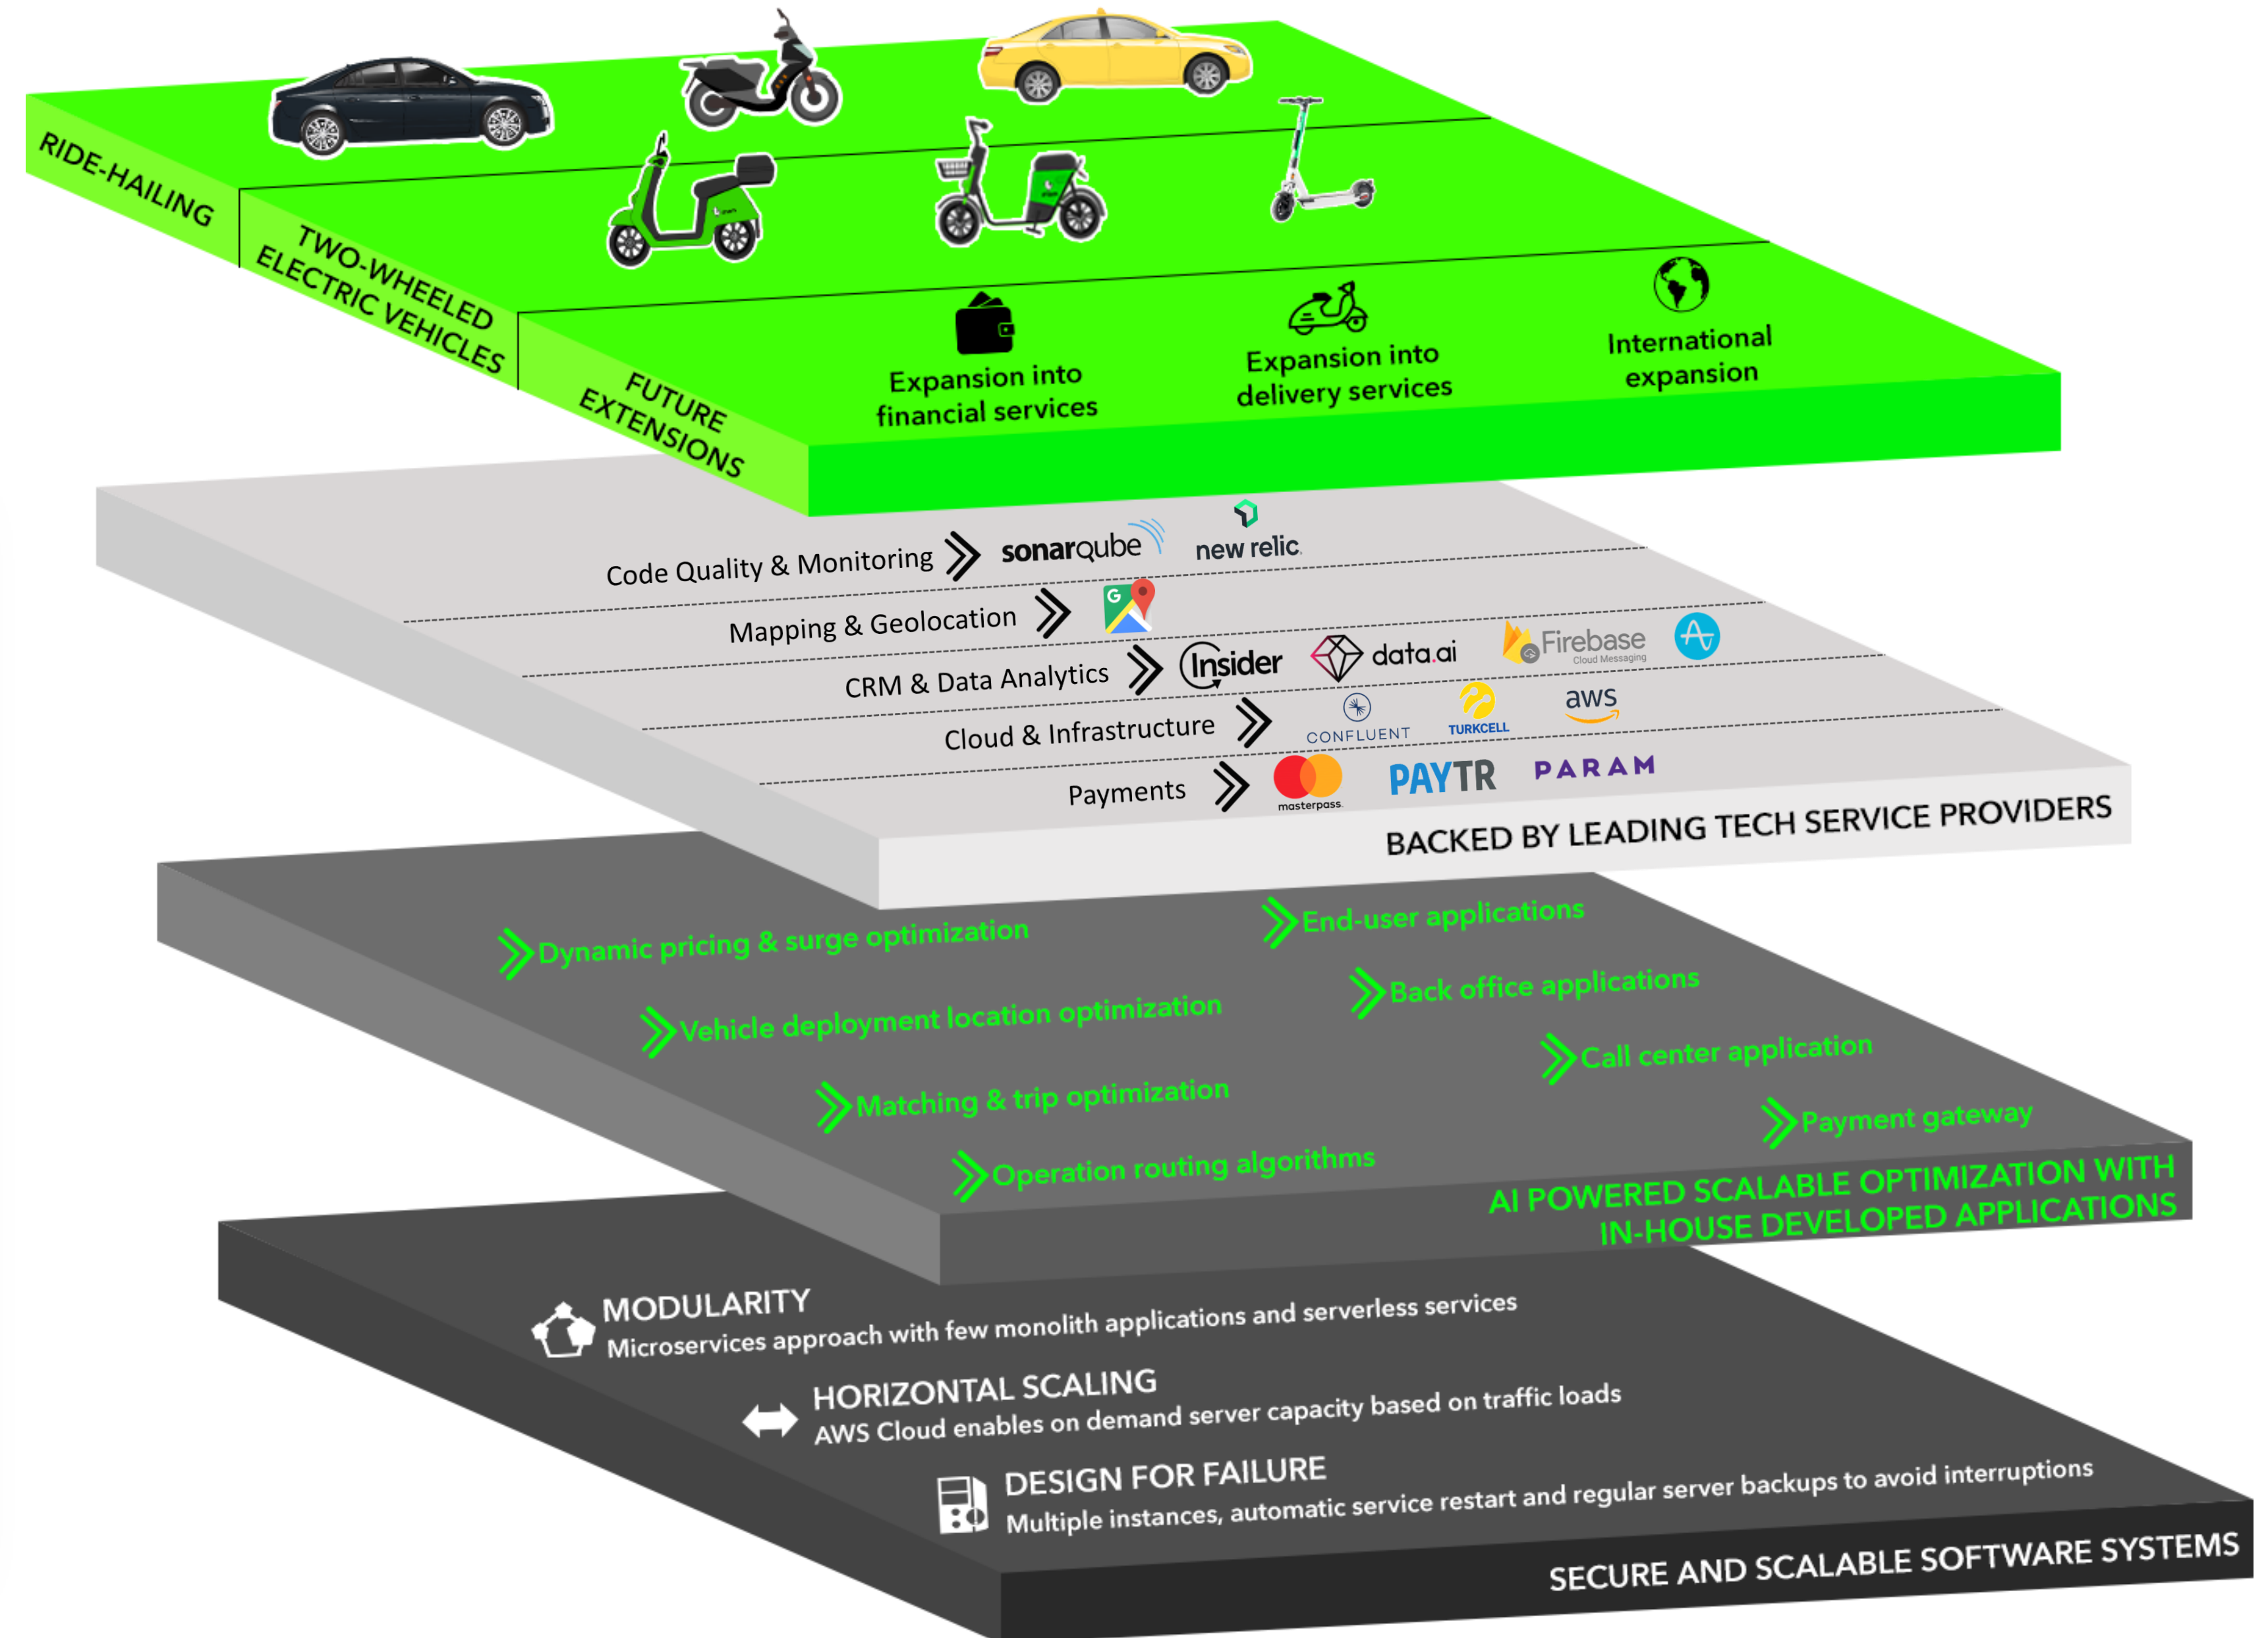 RIDE-HAILING
TWO-WHEELED
ELECTRIC VEHICLES
FUTURE
EXTENSIONS
Expansion into
financial services
Expansion into
delivery services
International
expansion
Code Quality & Monitoring
sonarqube
new relic.
Mapping & Geolocation
G
CRM & Data Analytics
Insider
data.ai
Firebase
Cloud Messaging
Cloud & Infrastructure
CONFLUENT
TURKCELL
aws
Payments
masterpass.
PAYTR
PARAM
BACKED BY LEADING TECH SERVICE PROVIDERS
Dynamic pricing & surge optimization
Vehicle deployment location optimization
Matching & trip optimization
Operation routing algorithms
End-user applications
Back office applications
Call center application
Payment gateway
AI POWERED SCALABLE OPTIMIZATION WITH
IN-HOUSE DEVELOPED APPLICATIONS
MODULARITY
Microservices approach with few monolith applications and serverless services
HORIZONTAL SCALING
AWS Cloud enables on demand server capacity based on traffic loads
DESIGN FOR FAILURE
Multiple instances, automatic service restart and regular server backups to avoid interruptions
SECURE AND SCALABLE SOFTWARE SYSTEMS